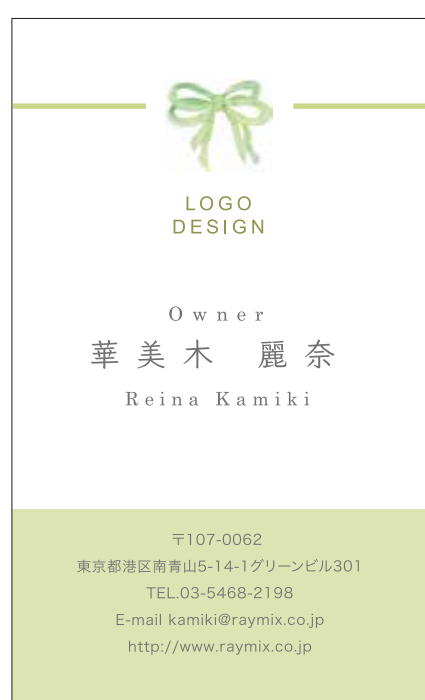 LOGO
DESIGN
Owner
華美木 麗奈
Reina Kamiki
〒107-0062
東京都港区南青山5-14-1グリーンビル301
TEL.03-5468-2198
E-mail kamiki@raymix.co.jp
http://www.raymix.co.jp